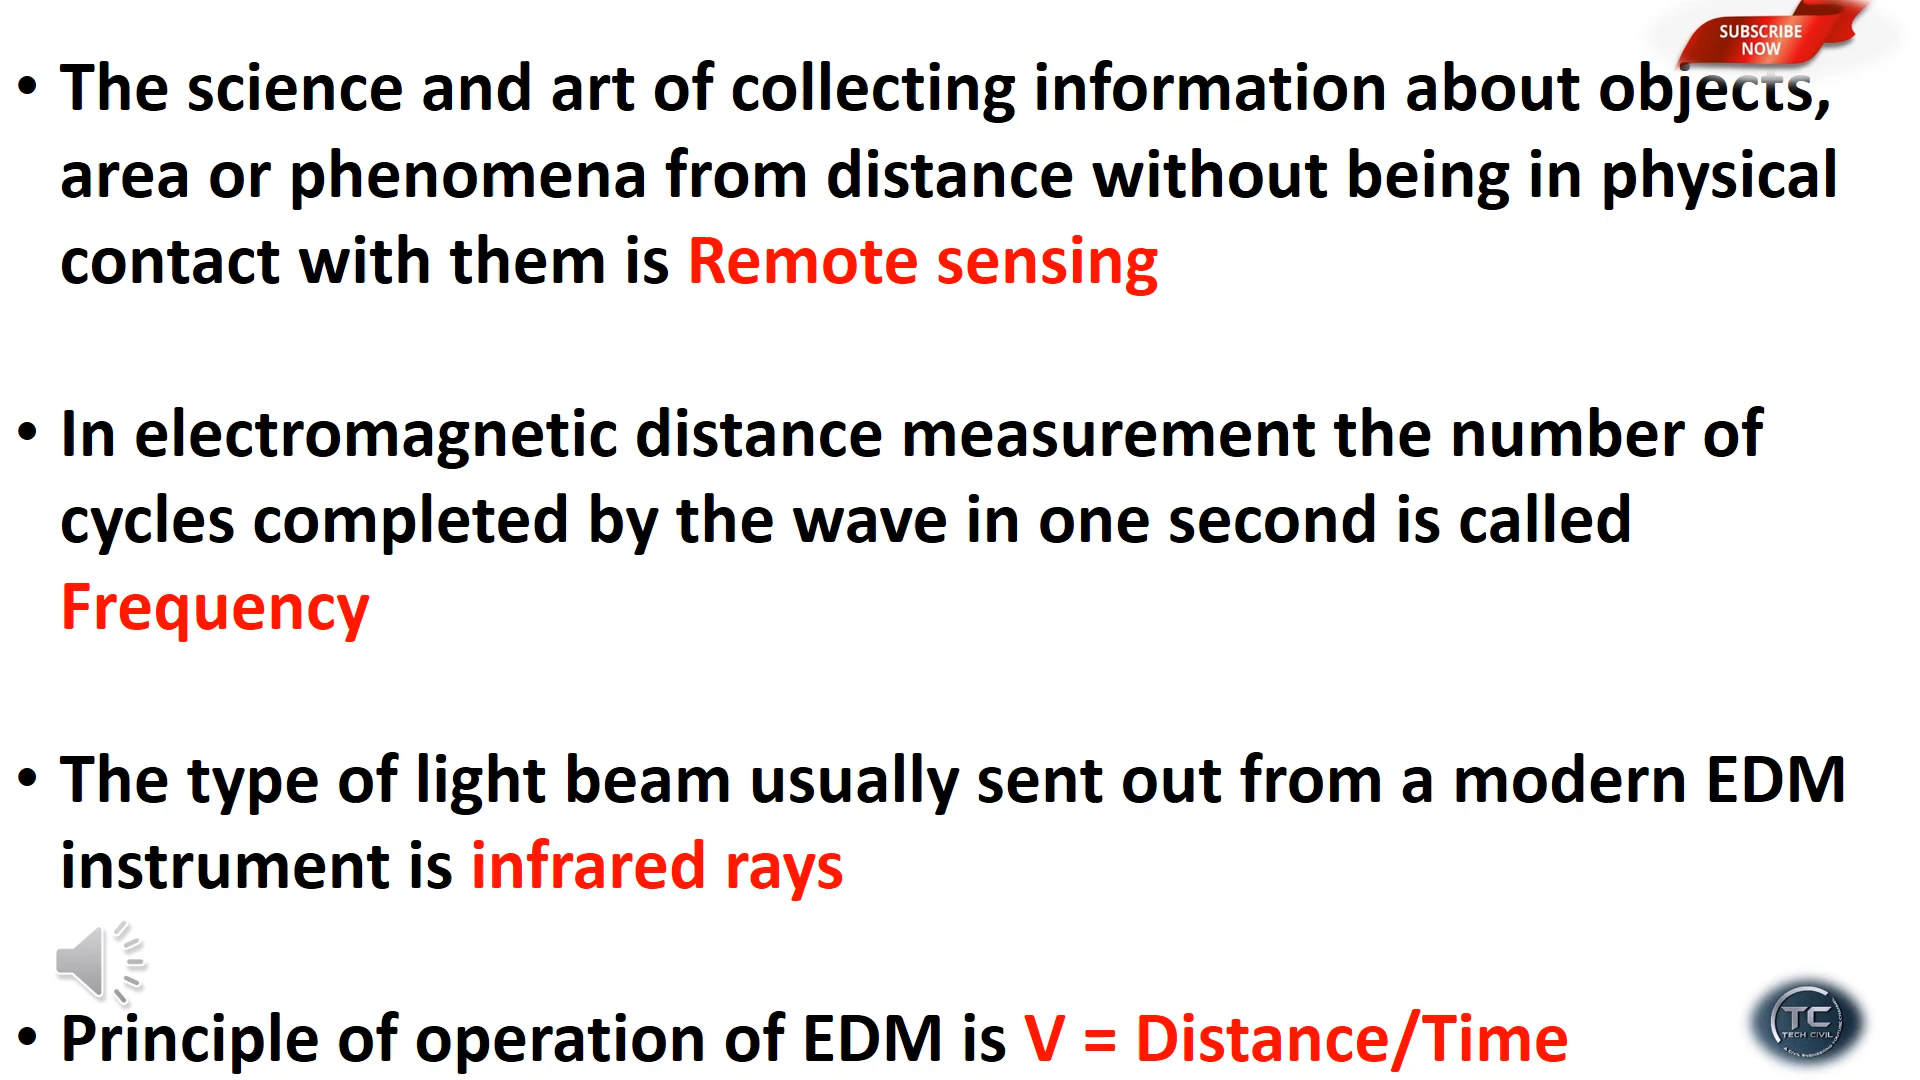 SUBSCRIBE
NOW
• The science and art of collecting information about objects,
area or phenomena from distance without being in physical
contact with them is Remote sensing
• In electromagnetic distance measurement the number of
cycles completed by the wave in one second is called
Frequency
• The type of light beam usually sent out from a modern EDM
instrument is infrared rays
• Principle of operation of EDM is V = Distance/Time
TC
TECH CIVIL